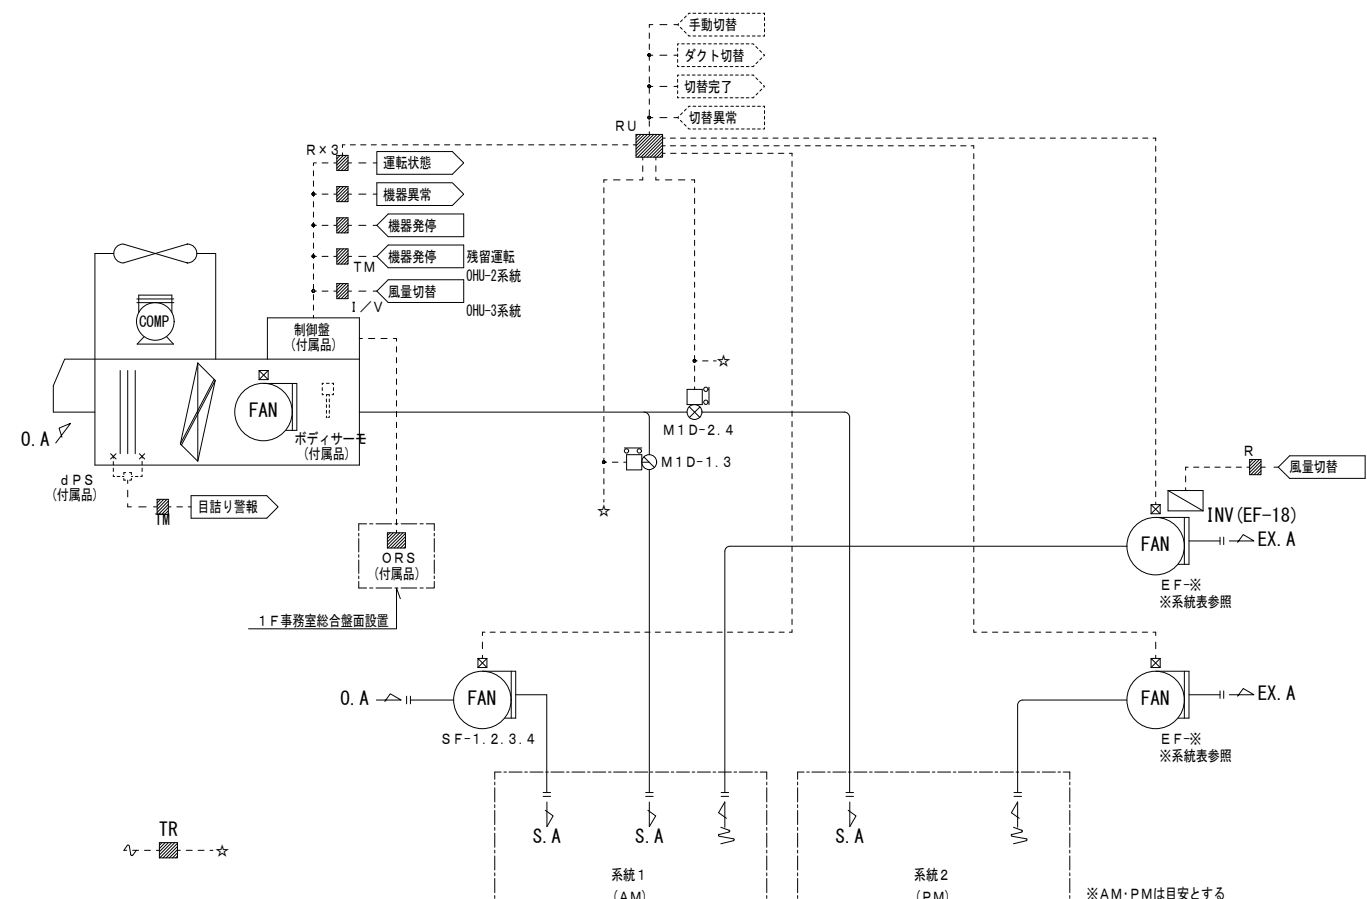 手動切替
ダクト切替
切替完了
切替異常
RU
R×3
運転状態
機器異常
機器発停
TM
機器発停
残留運転
OHU-2系統
I/V
風量切替
OHU-3系統
COMP
制御盤
(付属品)
FAN
ボディサーモ
(付属品)
O.A
dPS
(付属品)
TM
目詰り警報
☆
M1D-2.4
M1D-1.3
☆
ORS
(付属品)
1F事務室総合盤面設置
R
風量切替
INV(EF-18)
FAN
EX.A
EF-※
※系統表参照
O.A
FAN
SF-1.2.3.4
FAN
EX.A
EF-※
※系統表参照
S.A
S.A
S.A
TR
☆
系統1
(AM)
系統2
(PM)
※AM・PMは目安とする